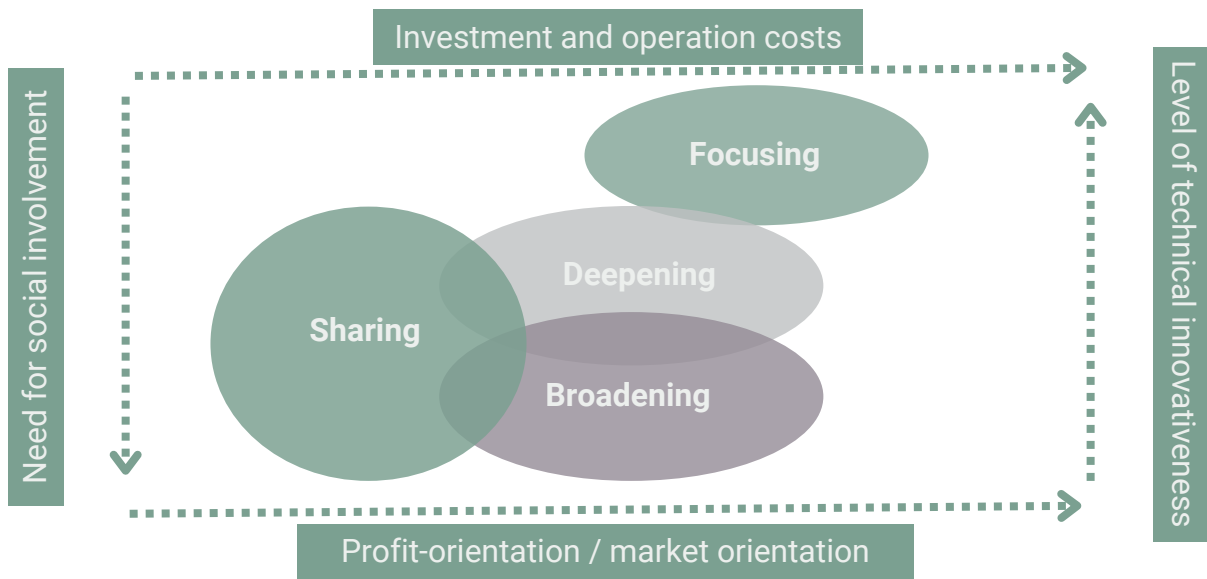 Investment and operation costs
Need for social involvement
Level of technical innovativeness
Focusing
Deepening
Sharing
Broadening
Profit-orientation / market orientation